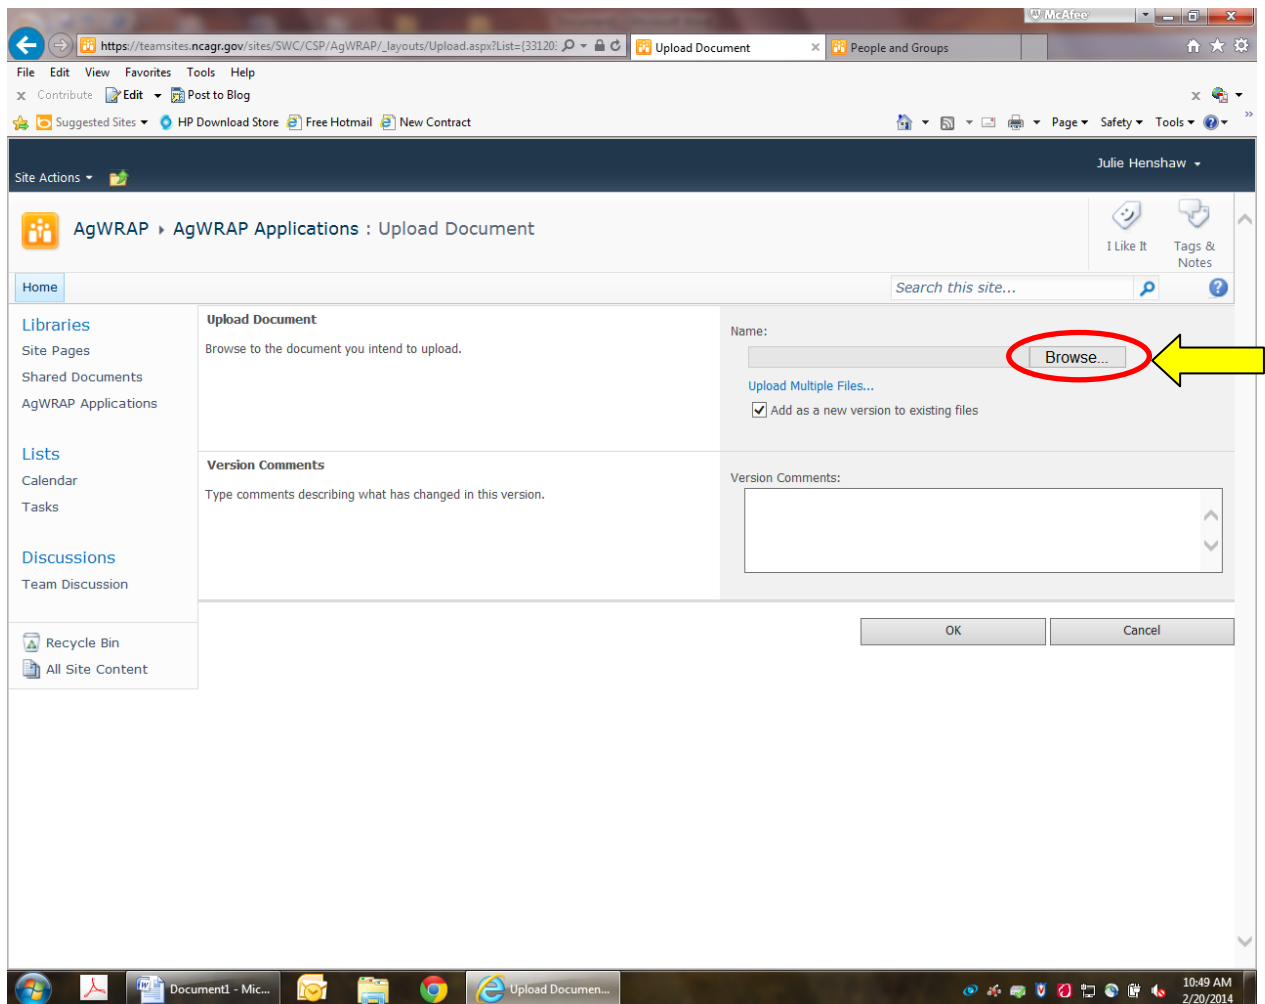 McAfee
https://teamsites.ncagr.gov/sites/SWC/CSP/AgWRAP/_layouts/Upload.aspx?List={33120:
Upload Document
People and Groups
File Edit View Favorites Tools Help
x Contribute Edit Post to Blog
Suggested Sites HP Download Store Free Hotmail New Contract
Page Safety Tools
Julie Henshaw
Site Actions
AgWRAP AgWRAP Applications : Upload Document
I Like It
Tags &
Notes
Home
Search this site...
Libraries
Site Pages
Shared Documents
AgWRAP Applications
Lists
Calendar
Tasks
Discussions
Team Discussion
Recycle Bin
All Site Content
Upload Document
Browse to the document you intend to upload.
Name:
Browse...
Upload Multiple Files...
Add as a new version to existing files
Version Comments
Type comments describing what has changed in this version.
Version Comments:
OK
Cancel
Document1 - Mic...
Upload Documen...
10:49 AM
2/20/2014